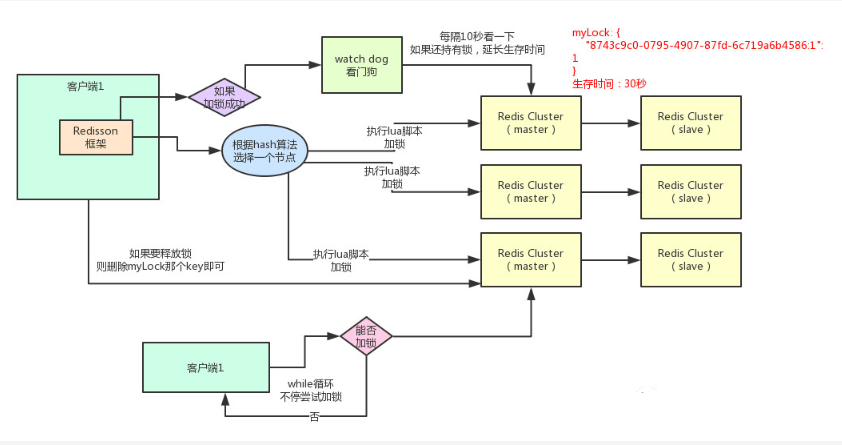 每隔10秒看一下
如果还持有锁，延长生存时间
myLock: {
"8743c9c0-0795-4907-87fd-6c719a6b4586:1":
1
}
生存时间：30秒
watch dog
看门狗
客户端1
如果
加锁成功
Redisson
框架
根据hash算法
选择一个节点
执行lua脚本
加锁
Redis Cluster
（master）
Redis Cluster
（slave）
执行lua脚本
加锁
Redis Cluster
（master）
Redis Cluster
（slave）
如果要释放锁
则删除myLock那个key即可
执行lua脚本
加锁
Redis Cluster
（master）
Redis Cluster
（slave）
能否
加锁
客户端1
while循环
不停尝试加锁
否